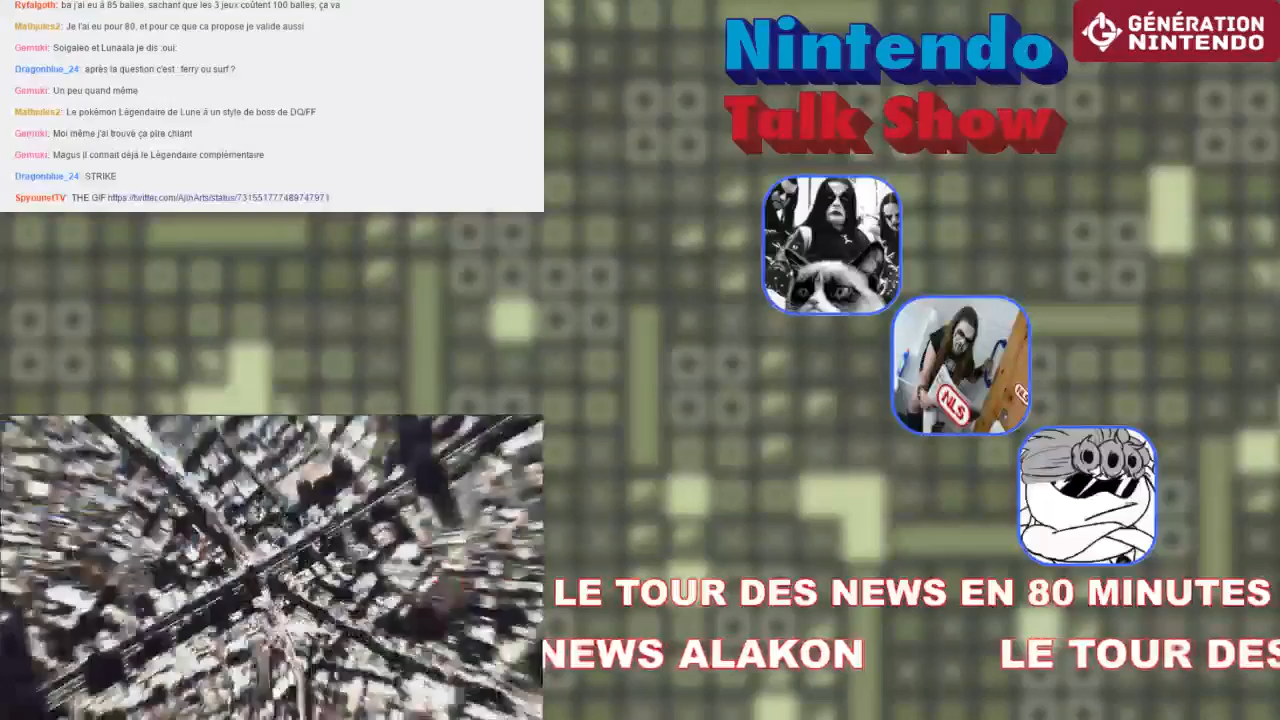 Ryfalgoth: ba j'ai eu à 85 balles, sachant que les 3 jeux coûtent 100 balles, ça va
Mathules2: Je l'ai eu pour 80, et pour ce que ca propose je valide aussi
Gemuki: Solgaleo et Lunaala je dis :oui:
Dragonblue_24: après la question c'est : ferry ou surf ?
Gemuki: Un peu quand même
Mathules2: Le pokémon Légendaire de Lune à un style de boss de DQ/FF
Gemuki: Moi même j'ai trouvé ça pire chiant
Gemuki: Magus il connait déjà le Légendaire complémentaire
Dragonblue_24: STRIKE
SpyounetTV: THE GIF https://twitter.com/AjinArts/status/731551777489747971
Nintendo
Talk Show
GÉNÉRATION
NINTENDO
NLS
LE TOUR DES NEWS EN 80 MINUTES
NEWS ALAKON LE TOUR DES